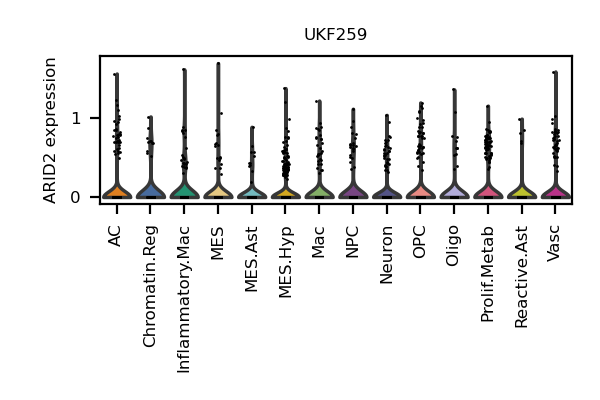 UKF259
ARID2 expression
1
0
AC
Chromatin.Reg
Inflammatory.Mac
MES
MES.Ast
MES.Hyp
Mac
NPC
Neuron
OPC
Oligo
Prolif.Metab
Reactive.Ast
Vasc